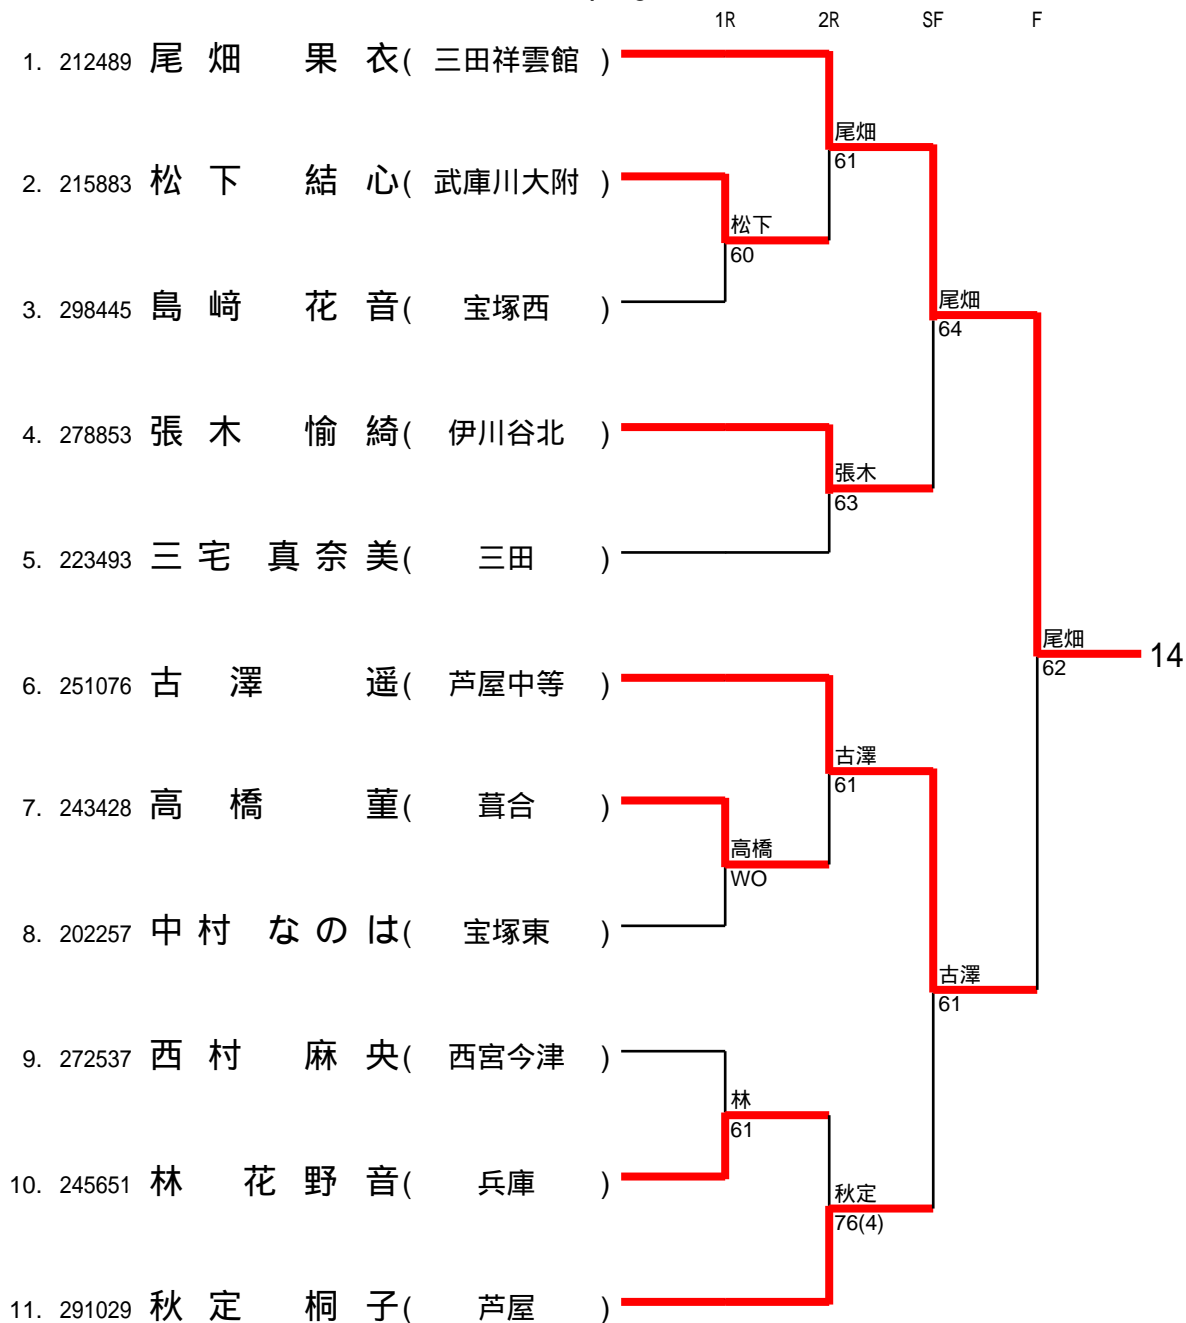 1R 2R SF F
1. 212489 尾畑 果衣( 三田祥雲館 )
尾畑
61
2. 215883 松下 結心( 武庫川大附 )
松下
60
3. 298445 島﨑 花音( 宝塚西 )
尾畑
64
4. 278853 張木 愉綺( 伊川谷北 )
張木
63
5. 223493 三宅 真奈美( 三田 )
尾畑
62
14
6. 251076 古澤 遥( 芦屋中等 )
古澤
61
7. 243428 高橋 菫( 葺合 )
高橋
WO
8. 202257 中村 なのは( 宝塚東 )
古澤
61
9. 272537 西村 麻央( 西宮今津 )
林
61
10. 245651 林 花野音( 兵庫 )
秋定
76(4)
11. 291029 秋定 桐子( 芦屋 )